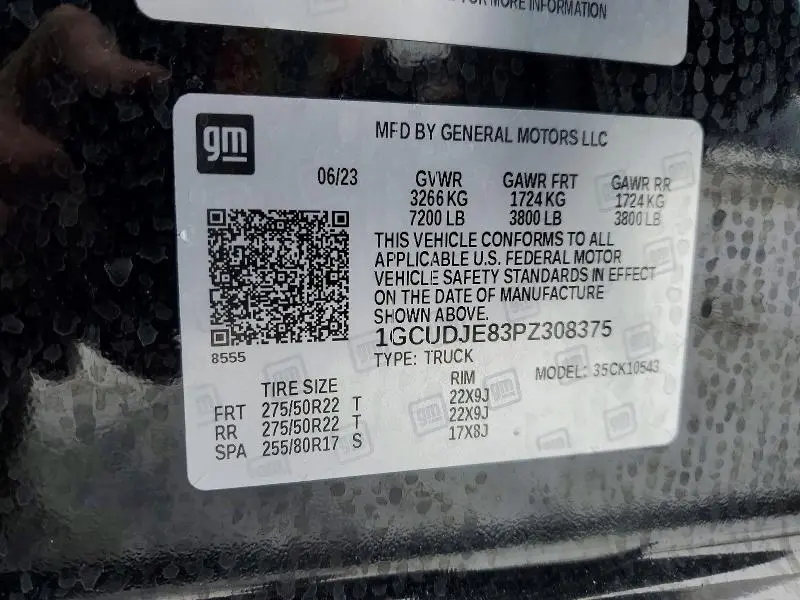 FOR MORE INFORMATION
gm
MFD BY GENERAL MOTORS LLC
06/23 GVWR GAWR FRT GAWR RR
3266 KG 1724 KG 1724 KG
7200 LB 3800 LB 3800 LB
THIS VEHICLE CONFORMS TO ALL
APPLICABLE U.S. FEDERAL MOTOR
VEHICLE SAFETY STANDARDS IN EFFECT
ON THE DATE OF MANUFACTURE
SHOWN ABOVE.
1GCUDJE83PZ308375
8555
TYPE: TRUCK
MODEL: 35CK10543
TIRE SIZE RIM
FRT 275/50R22 T 22X9J
RR 275/50R22 T 22X9J
SPA 255/80R17 S 17X8J